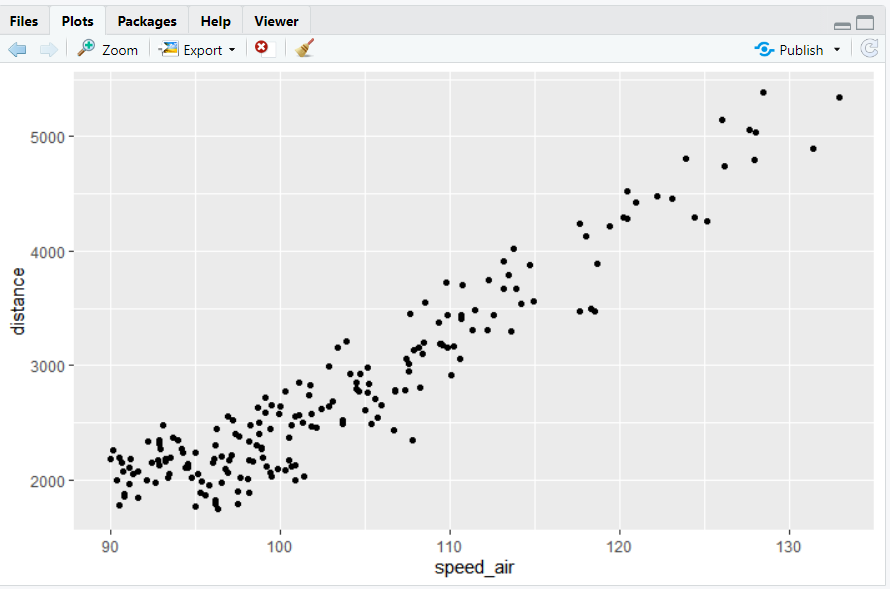 Files Plots Packages Help Viewer
Zoom Export Publish
5000
4000
3000
2000
distance
90 100 110 120 130
speed_air